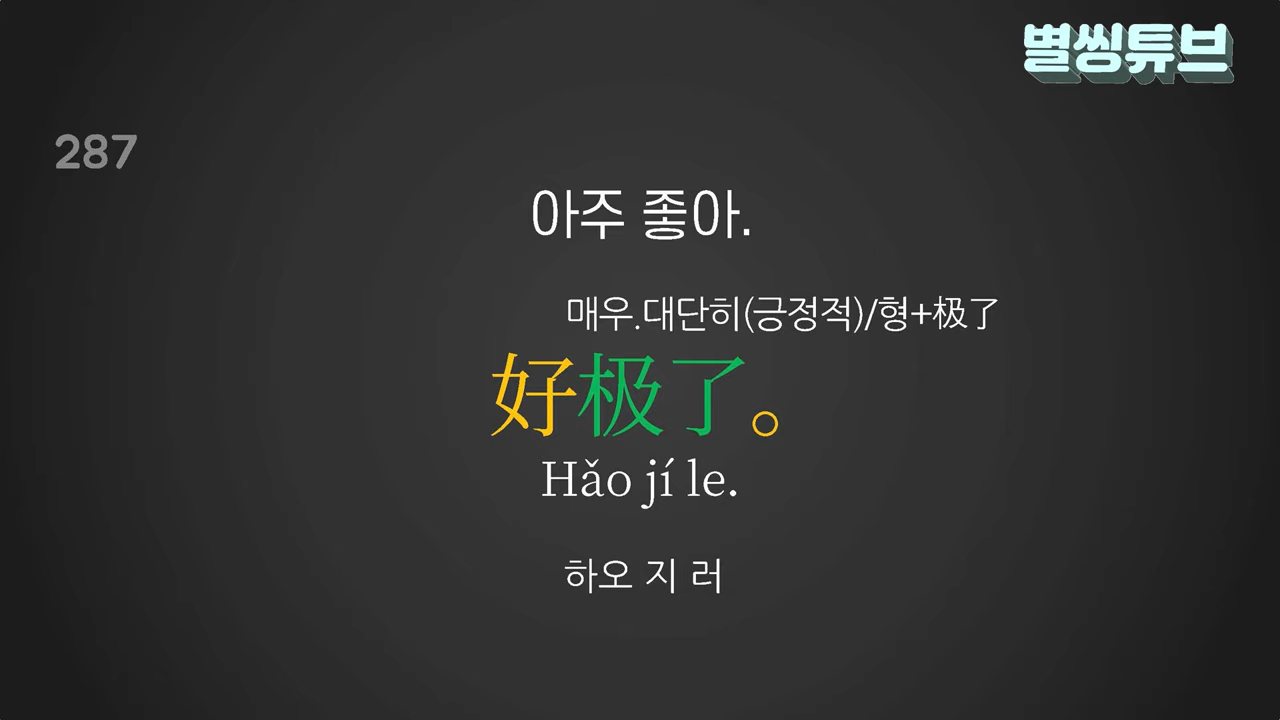 별씽튜브
287
아주 좋아.
매우.대단히(긍정적)/형+极了
好极了。
Hǎo jí le.
하오 지 러